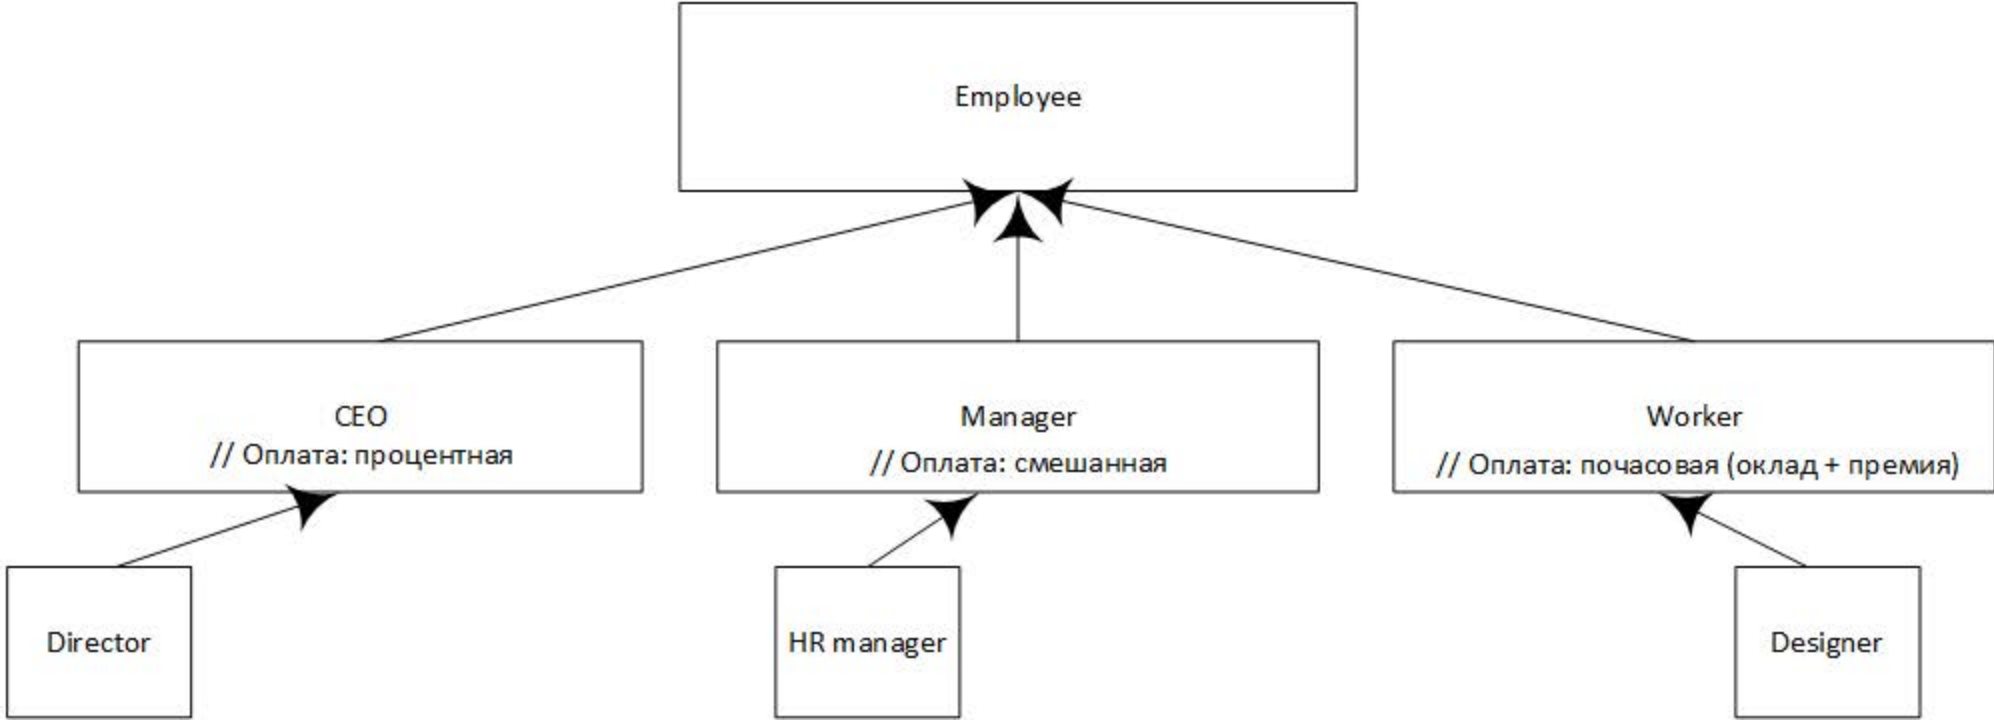 Employee
CEO
// Оплата: процентная
Manager
// Оплата: смешанная
Worker
// Оплата: почасовая (оклад + премия)
Director
HR manager
Designer